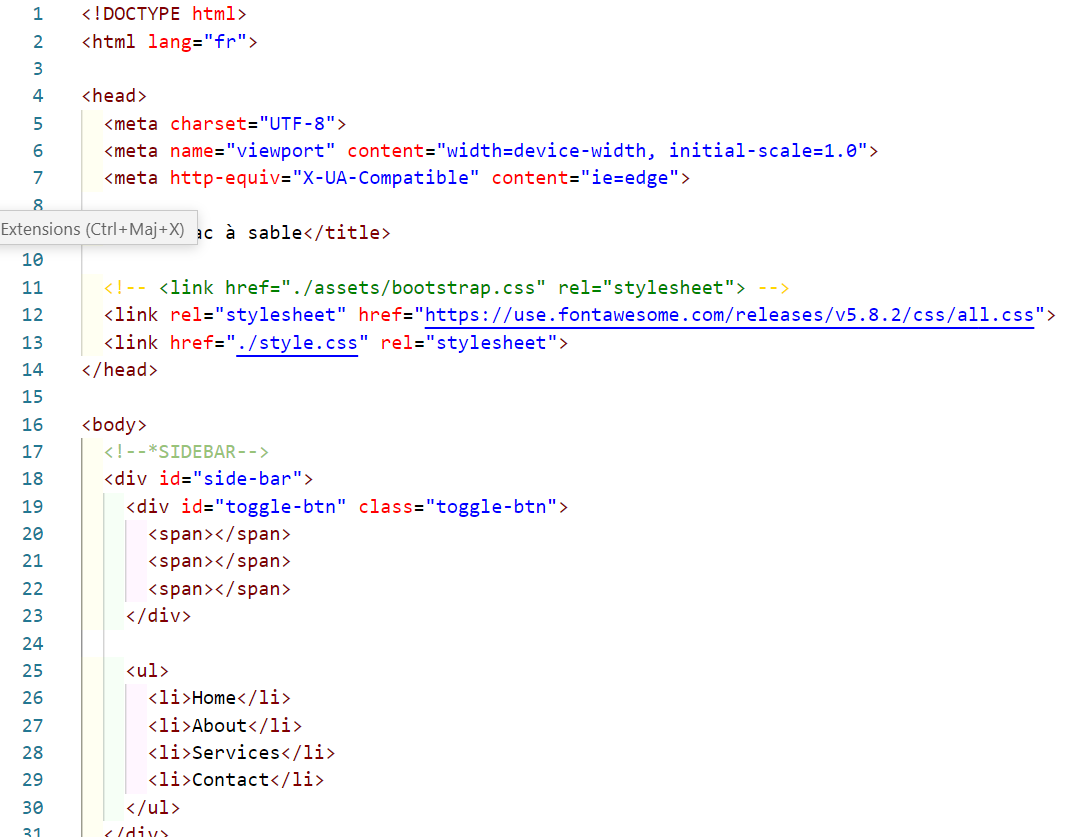 1 <!DOCTYPE html>
2 <html lang="fr">
3
4 <head>
5 <meta charset="UTF-8">
6 <meta name="viewport" content="width=device-width, initial-scale=1.0">
7 <meta http-equiv="X-UA-Compatible" content="ie=edge">
8
Extensions (Ctrl+Maj+X) ac à sable</title>
10
11 <!-- <link href="./assets/bootstrap.css" rel="stylesheet"> -->
12 <link rel="stylesheet" href="https://use.fontawesome.com/releases/v5.8.2/css/all.css">
13 <link href="./style.css" rel="stylesheet">
14 </head>
15
16 <body>
17 <!--*SIDEBAR-->
18 <div id="side-bar">
19 <div id="toggle-btn" class="toggle-btn">
20 <span></span>
21 <span></span>
22 <span></span>
23 </div>
24
25 <ul>
26 <li>Home</li>
27 <li>About</li>
28 <li>Services</li>
29 <li>Contact</li>
30 </ul>
31 </div>